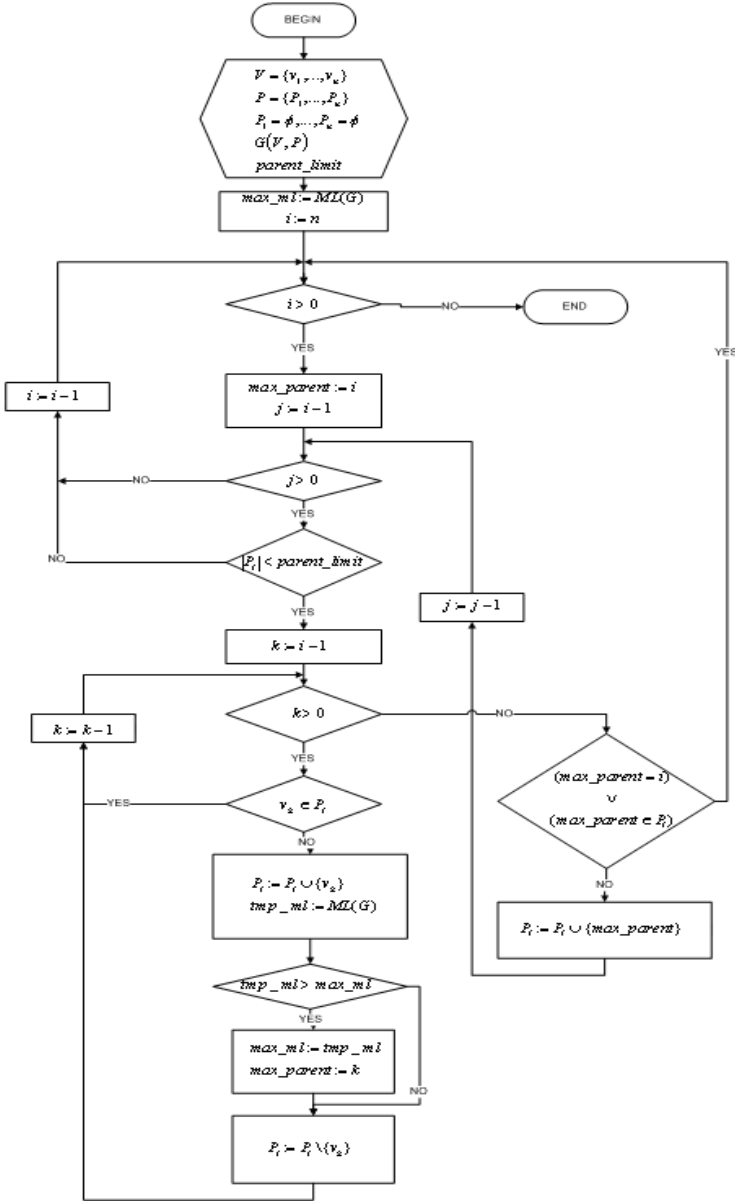 BEGIN
V = {v₁,...,vₙ}
P = {P₁,...,Pₙ}
P₁ = ϕ,...,Pₙ = ϕ
G(V,P)
parent_limit
max_ml := ML(G)
i := n
i > 0
NO
END
YES
YES
i := i − 1
max_parent := i
j := i − 1
j > 0
NO
YES
|Pᵢ| < parent_limit
NO
YES
j := j − 1
k := i − 1
k > 0
NO
k := k − 1
YES
(max_parent = i)
∪
(max_parent ∈ Pᵢ)
vₖ ∈ Pᵢ
YES
NO
NO
Pᵢ := Pᵢ ∪ {vₖ}
tmp_ml := ML(G)
Pᵢ := Pᵢ ∪ {max_parent}
tmp_ml > max_ml
YES
max_ml := tmp_ml
max_parent := k
NO
Pᵢ := Pᵢ \{vₖ}